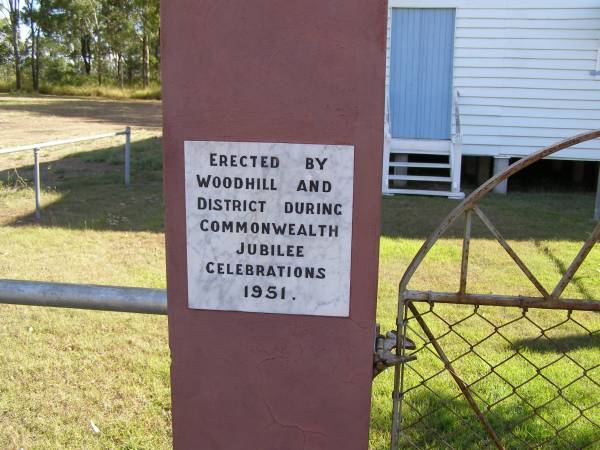 ERECTED BY
WOODHILL AND
DISTRICT DURING
COMMONWEALTH
JUBILEE
CELEBRATIONS
1951.